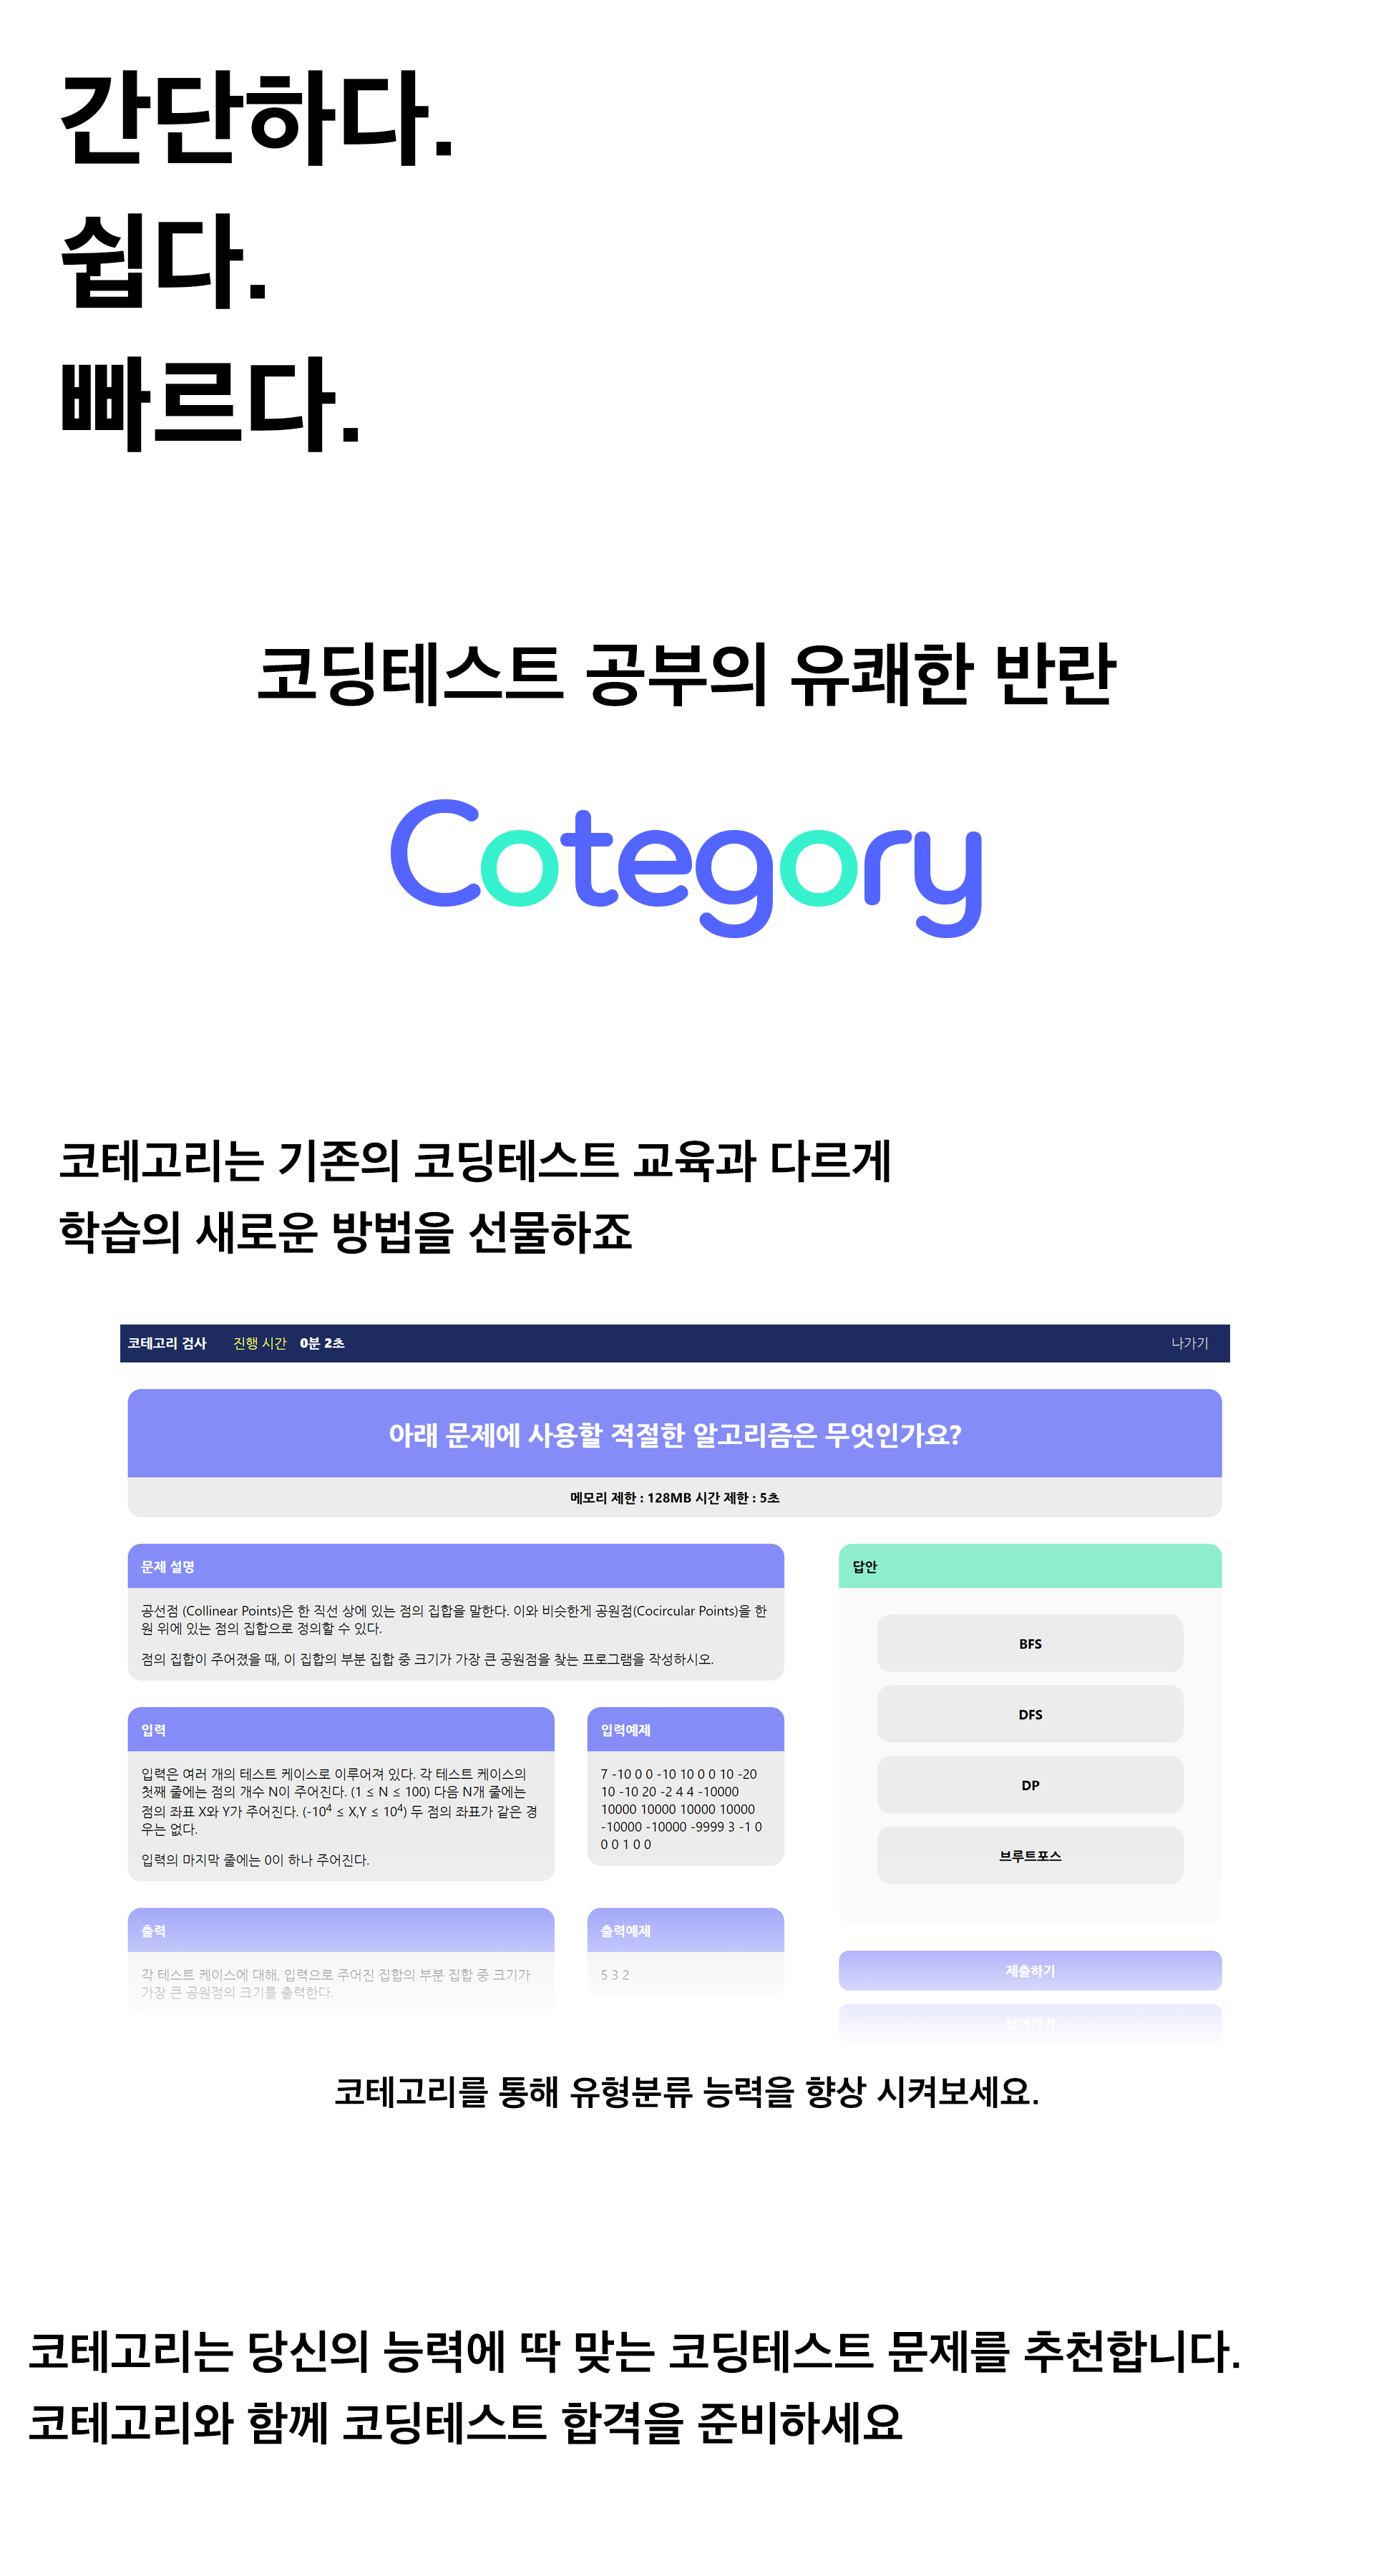 간단하다.
쉽다.
빠르다.
코딩테스트 공부의 유쾌한 반란
Cotegory
코테고리는 기존의 코딩테스트 교육과 다르게
학습의 새로운 방법을 선물하죠
코테고리 검사 진행 시간 0분 2초 나가기
아래 문제에 사용할 적절한 알고리즘은 무엇인가요?
메모리 제한 : 128MB 시간 제한 : 5초
문제 설명
공선점 (Collinear Points)은 한 직선 상에 있는 점의 집합을 말한다. 이와 비슷한게 공원점(Cocircular Points)을 한
원 위에 있는 점의 집합으로 정의할 수 있다.
점의 집합이 주어졌을 때, 이 집합의 부분 집합 중 크기가 가장 큰 공원점을 찾는 프로그램을 작성하시오.
입력
입력은 여러 개의 테스트 케이스로 이루어져 있다. 각 테스트 케이스의
첫째 줄에는 점의 개수 N이 주어진다. (1 ≤ N ≤ 100) 다음 N개 줄에는
점의 좌표 X와 Y가 주어진다. (-10⁴ ≤ X,Y ≤ 10⁴) 두 점의 좌표가 같은 경
우는 없다.
입력의 마지막 줄에는 0이 하나 주어진다.
입력예제
7 -10 0 0 -10 10 0 0 10 -20
10 -10 20 -2 4 4 -10000
10000 10000 10000 10000
-10000 -10000 -9999 3 -1 0
0 0 1 0 0
출력
각 테스트 케이스에 대해, 입력으로 주어진 집합의 부분 집합 중 크기가
가장 큰 공원점의 크기를 출력한다.
출력예제
5 3 2
답안
BFS
DFS
DP
브루트포스
제출하기
넘어가기
코테고리를 통해 유형분류 능력을 향상 시켜보세요.
코테고리는 당신의 능력에 딱 맞는 코딩테스트 문제를 추천합니다.
코테고리와 함께 코딩테스트 합격을 준비하세요